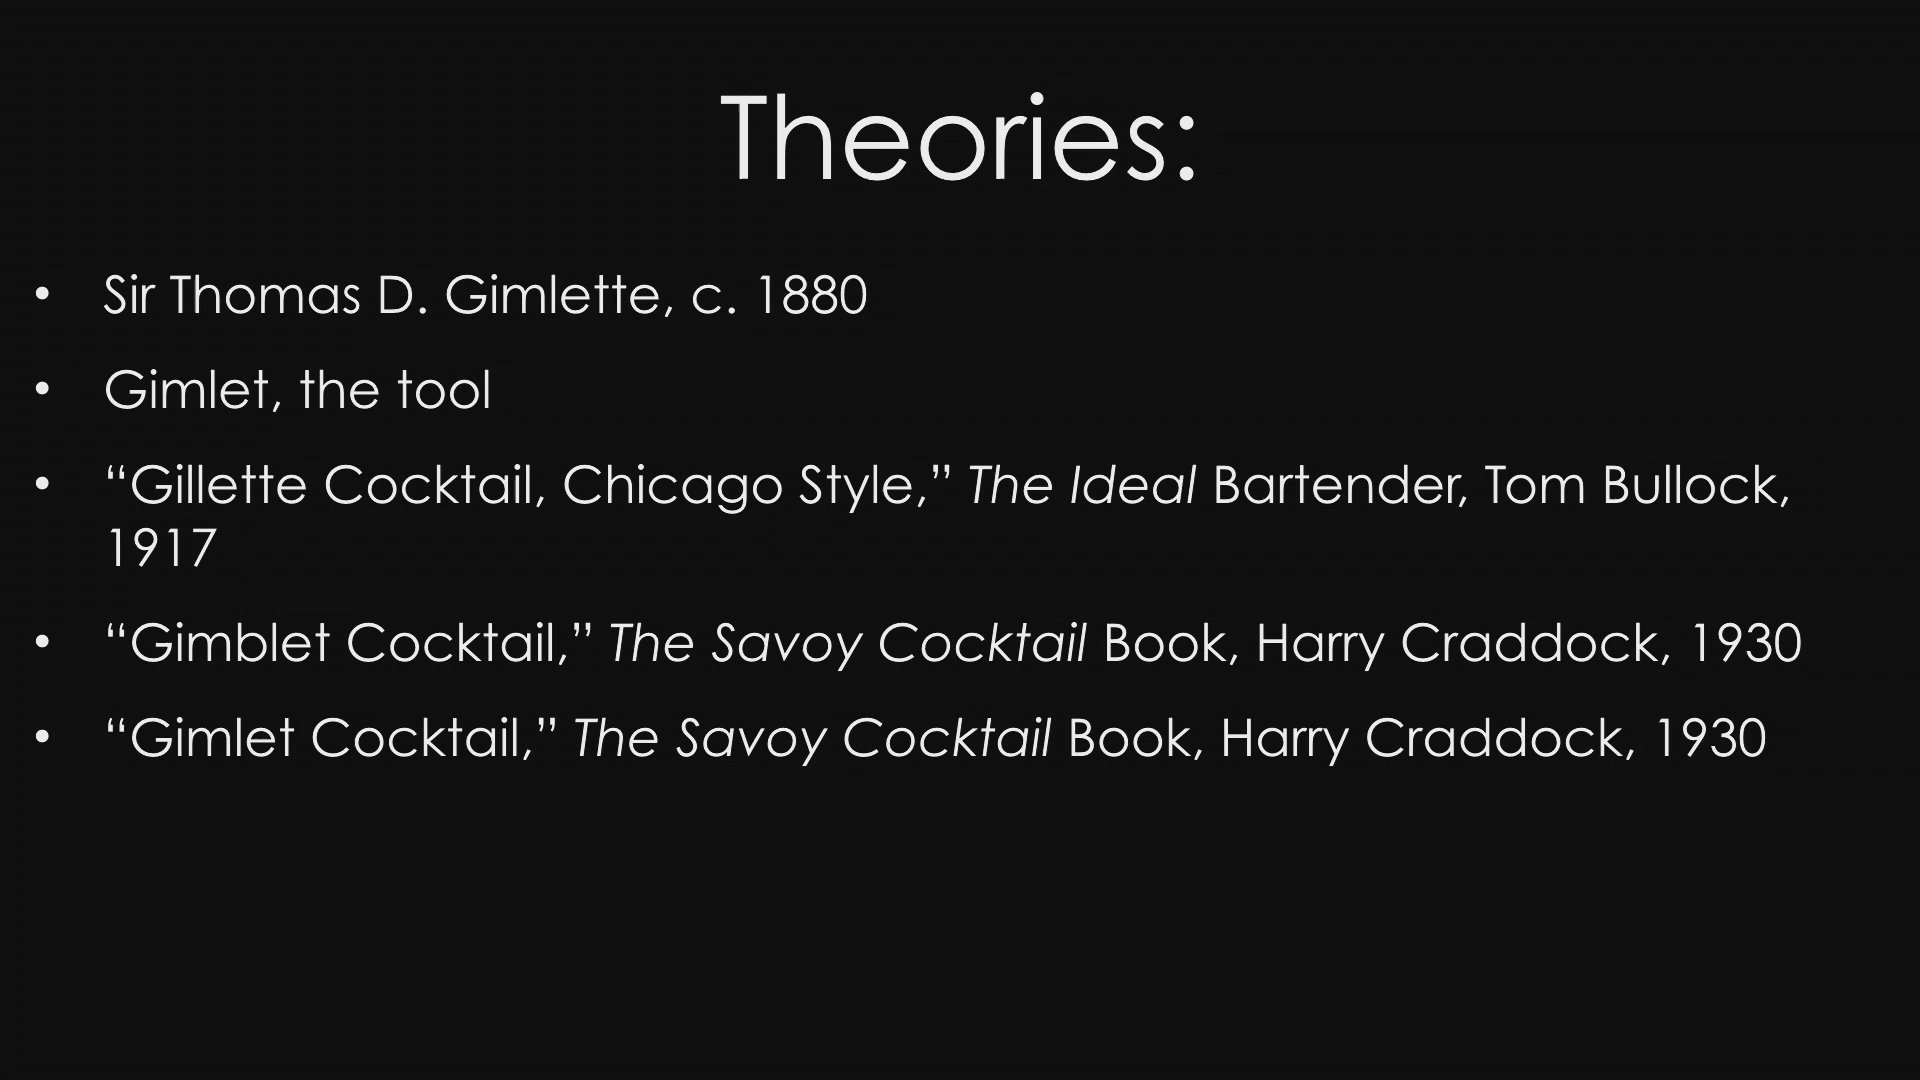 Theories:
• Sir Thomas D. Gimlette, c. 1880
• Gimlet, the tool
• “Gillette Cocktail, Chicago Style,” The Ideal Bartender, Tom Bullock,
1917
• “Gimblet Cocktail,” The Savoy Cocktail Book, Harry Craddock, 1930
• “Gimlet Cocktail,” The Savoy Cocktail Book, Harry Craddock, 1930